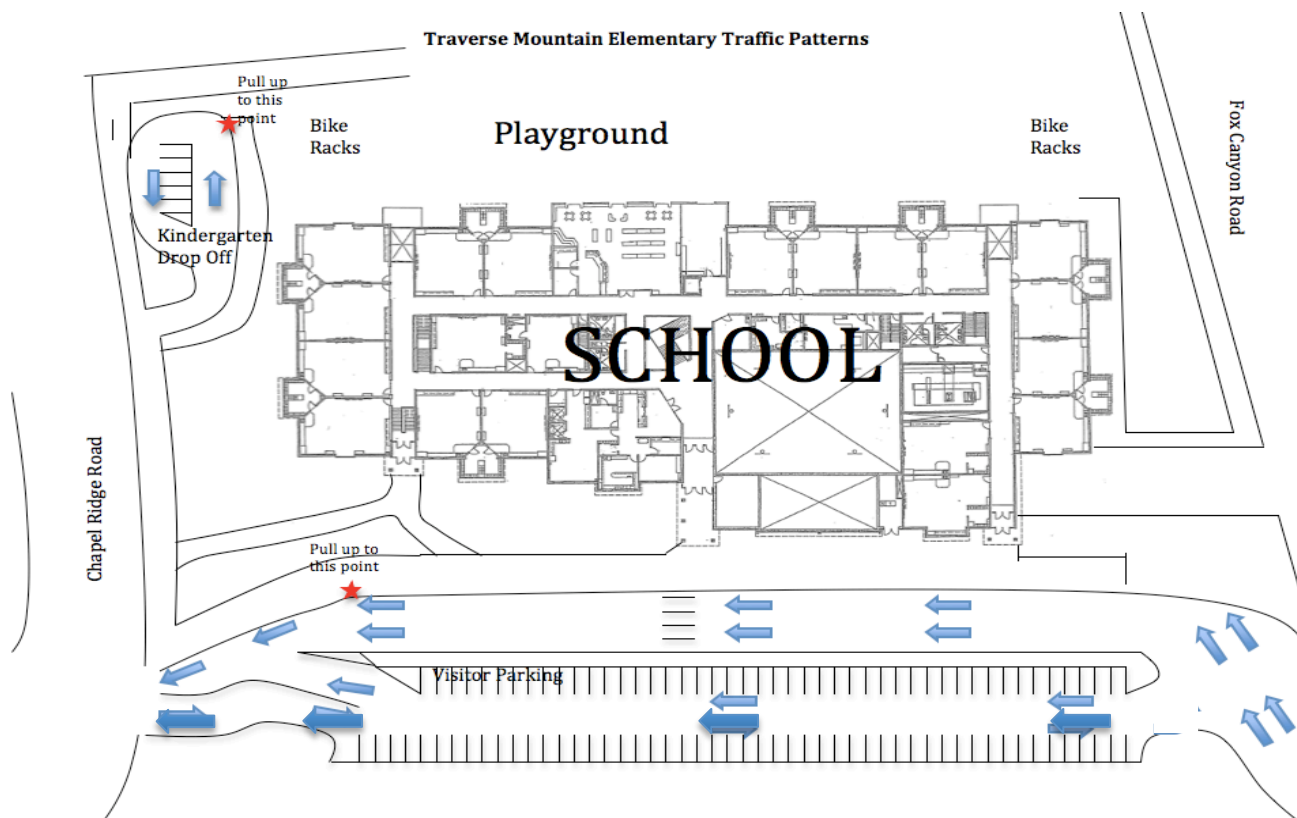 Traverse Mountain Elementary Traffic Patterns
Pull up
to this
point
Bike
Racks
Playground
Bike
Racks
Fox Canyon Road
Kindergarten
Drop Off
SCHOOL
Chapel Ridge Road
Pull up to
this point
Visitor Parking